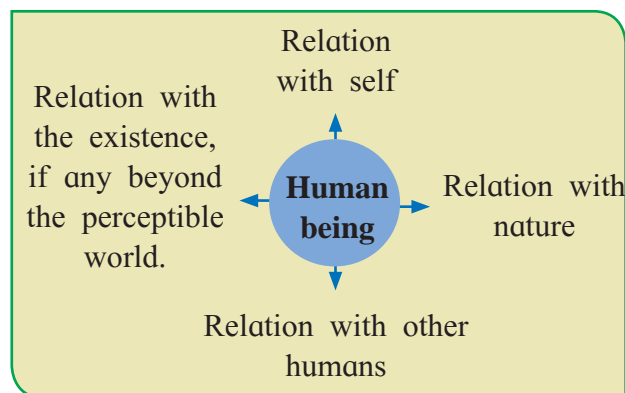 Relation
with self
Relation with
the existence,
if any beyond
the perceptible
world.
Human
being
Relation with
nature
Relation with other
humans